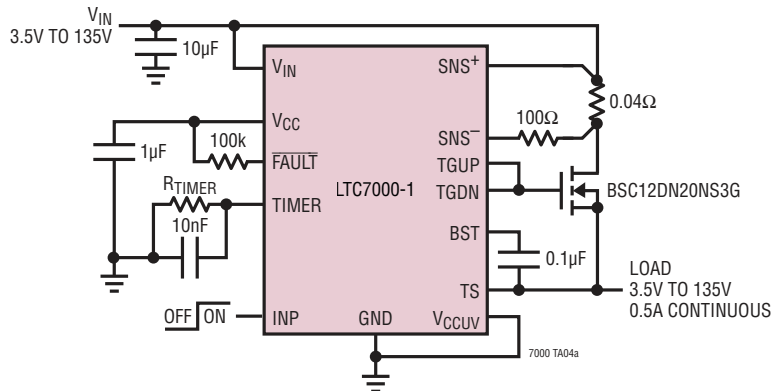 VIN
3.5V TO 135V
10µF
VIN
SNS+
0.04Ω
100Ω
VCC
100k
SNS−
1µF
FAULT
TGUP
LTC7000-1
BSC12DN20NS3G
RTIMER
TIMER
TGDN
10nF
BST
0.1µF
LOAD
3.5V TO 135V
0.5A CONTINUOUS
TS
OFF ON
INP
GND
VCCUV
7000 TA04a